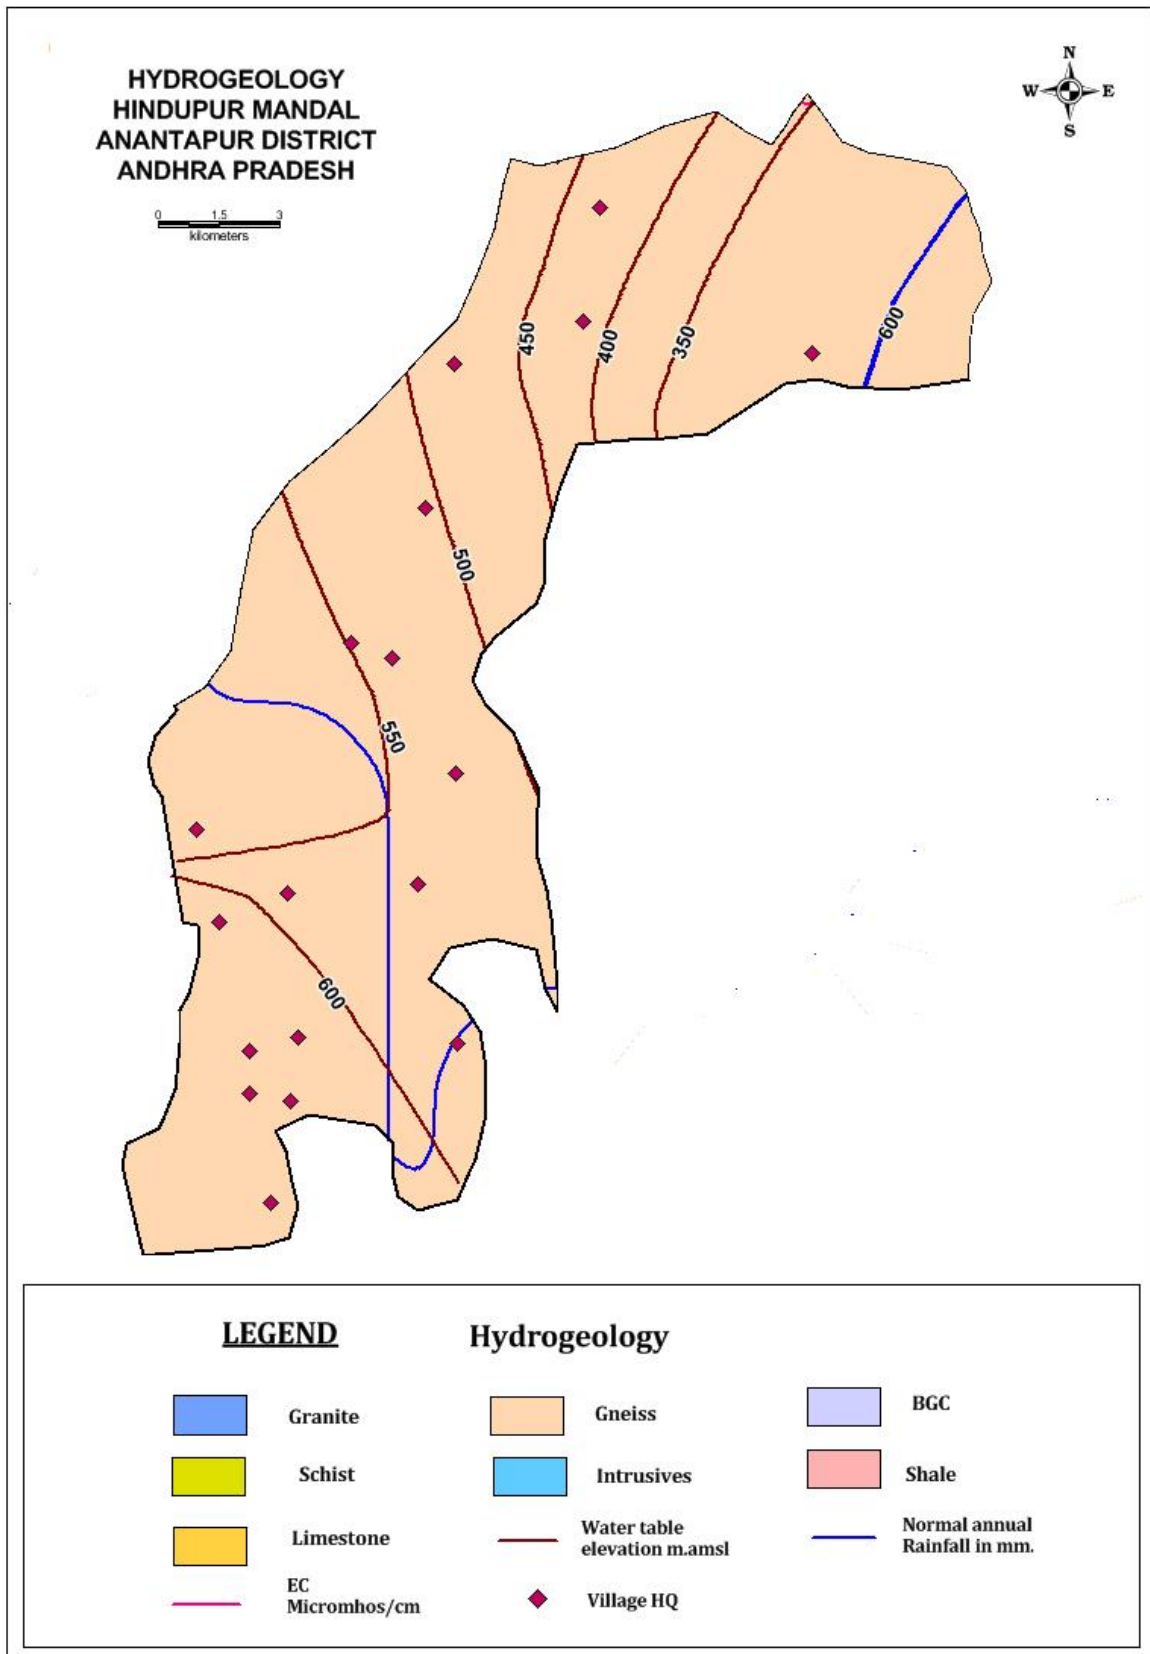 HYDROGEOLOGY
HINDUPUR MANDAL
ANANTAPUR DISTRICT
ANDHRA PRADESH
0 1.5 3
kilometers
N
W E
S
450
400
350
600
500
550
600
LEGEND Hydrogeology
Granite
Gneiss
BGC
Schist
Intrusives
Shale
Limestone
Water table
elevation m.amsl
Normal annual
Rainfall in mm.
EC
Micromhos/cm
Village HQ